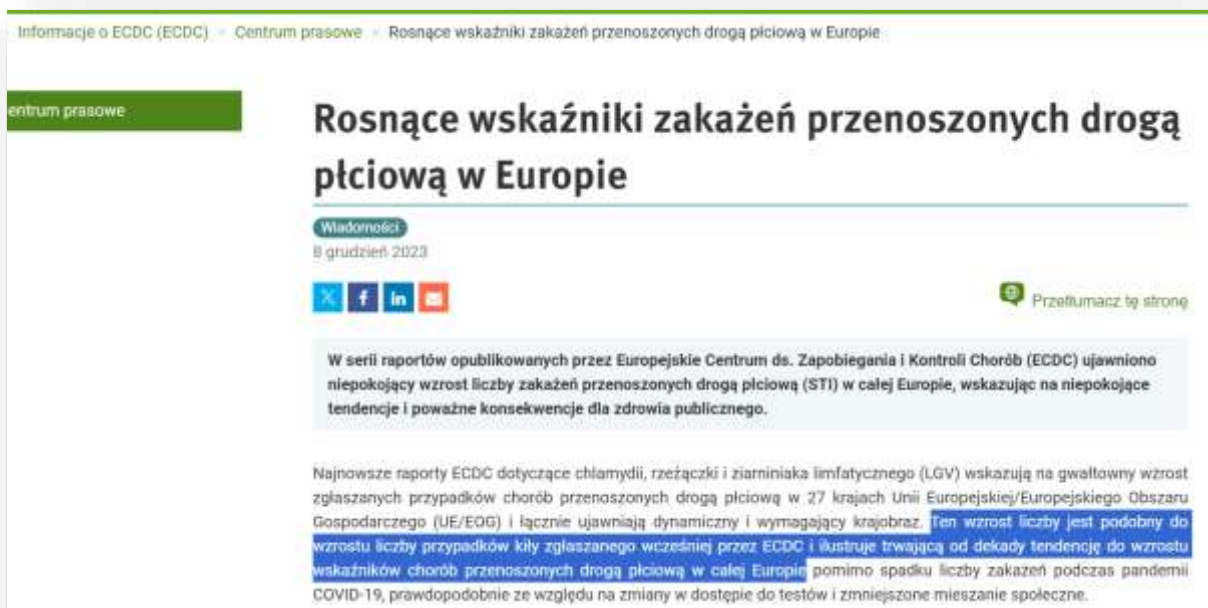 Informacje o ECDC (ECDC) Centrum prasowe Rosnące wskaźniki zakażeń przenoszonych drogą płciową w Europie
entrum prasowe
Rosnące wskaźniki zakażeń przenoszonych drogą
płciową w Europie
Wiadomości
8 grudzień 2023
Przetłumacz tę stronę
W serii raportów opublikowanych przez Europejskie Centrum ds. Zapobiegania i Kontroli Chorób (ECDC) ujawniono
niepokojący wzrost liczby zakażeń przenoszonych drogą płciową (STI) w całej Europie, wskazując na niepokojące
tendencje i poważne konsekwencje dla zdrowia publicznego.
Najnowsze raporty ECDC dotyczące chlamydii, rzeżączki i ziarniniaka limfatycznego (LGV) wskazują na gwałtowny wzrost
zgłaszanych przypadków chorób przenoszonych drogą płciową w 27 krajach Unii Europejskiej/Europejskiego Obszaru
Gospodarczego (UE/EOG) i łącznie ujawniają dynamiczny i wymagający krajobraz. Ten wzrost liczby jest podobny do
wzrostu liczby przypadków kiły zgłaszanego wcześniej przez ECDC i ilustruje trwającą od dekady tendencję do wzrostu
wskaźników chorób przenoszonych drogą płciową w całej Europie pomimo spadku liczby zakażeń podczas pandemii
COVID-19, prawdopodobnie ze względu na zmiany w dostępie do testów i zmniejszone mieszanie społeczne.